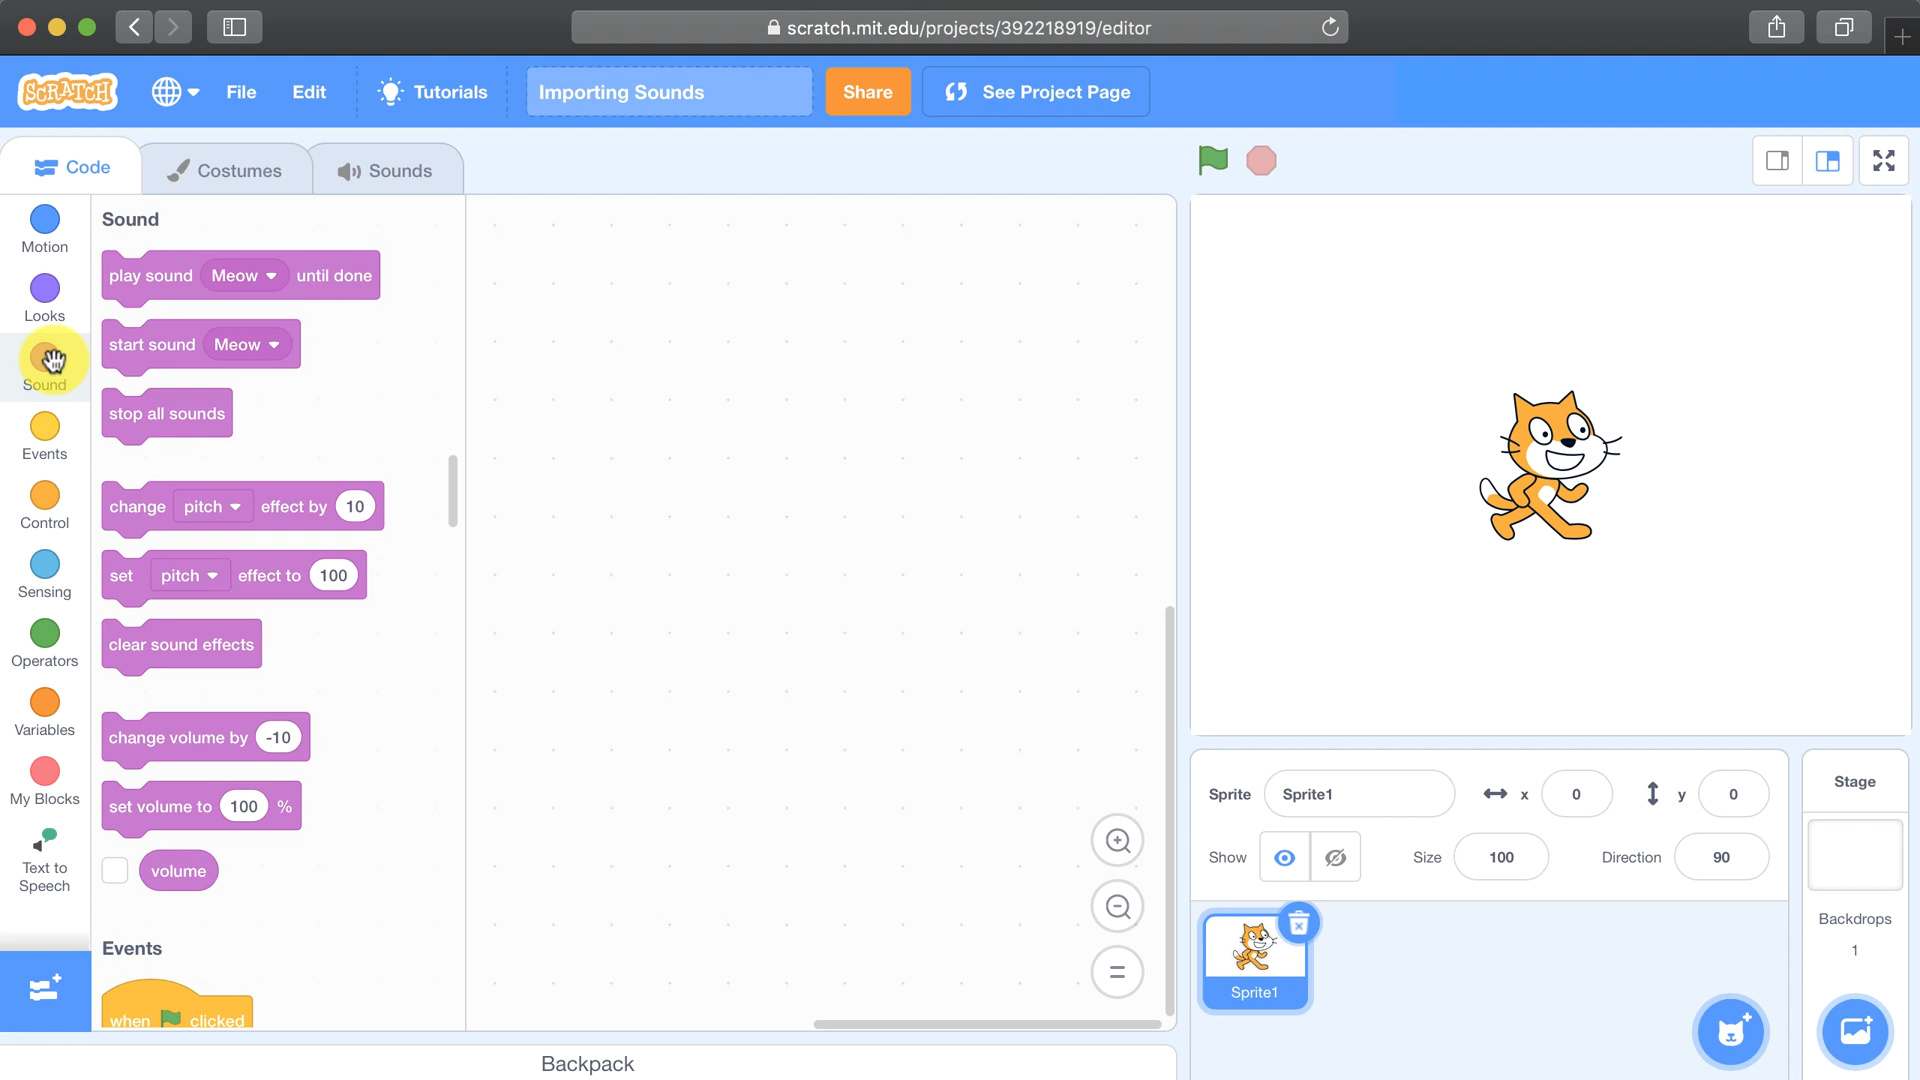 scratch.mit.edu/projects/392218919/editor
SCRATCH
File
Edit
Tutorials
Importing Sounds
Share
See Project Page
Code
Costumes
Sounds
Motion
Looks
Sound
Events
Control
Sensing
Operators
Variables
My Blocks
Text to
Speech
Sound
play sound Meow until done
start sound Meow
stop all sounds
change pitch effect by 10
set pitch effect to 100
clear sound effects
change volume by -10
set volume to 100 %
volume
Events
when clicked
Backpack
Sprite Sprite1 x 0 y 0
Show Size 100 Direction 90
Sprite1
Stage
Backdrops
1